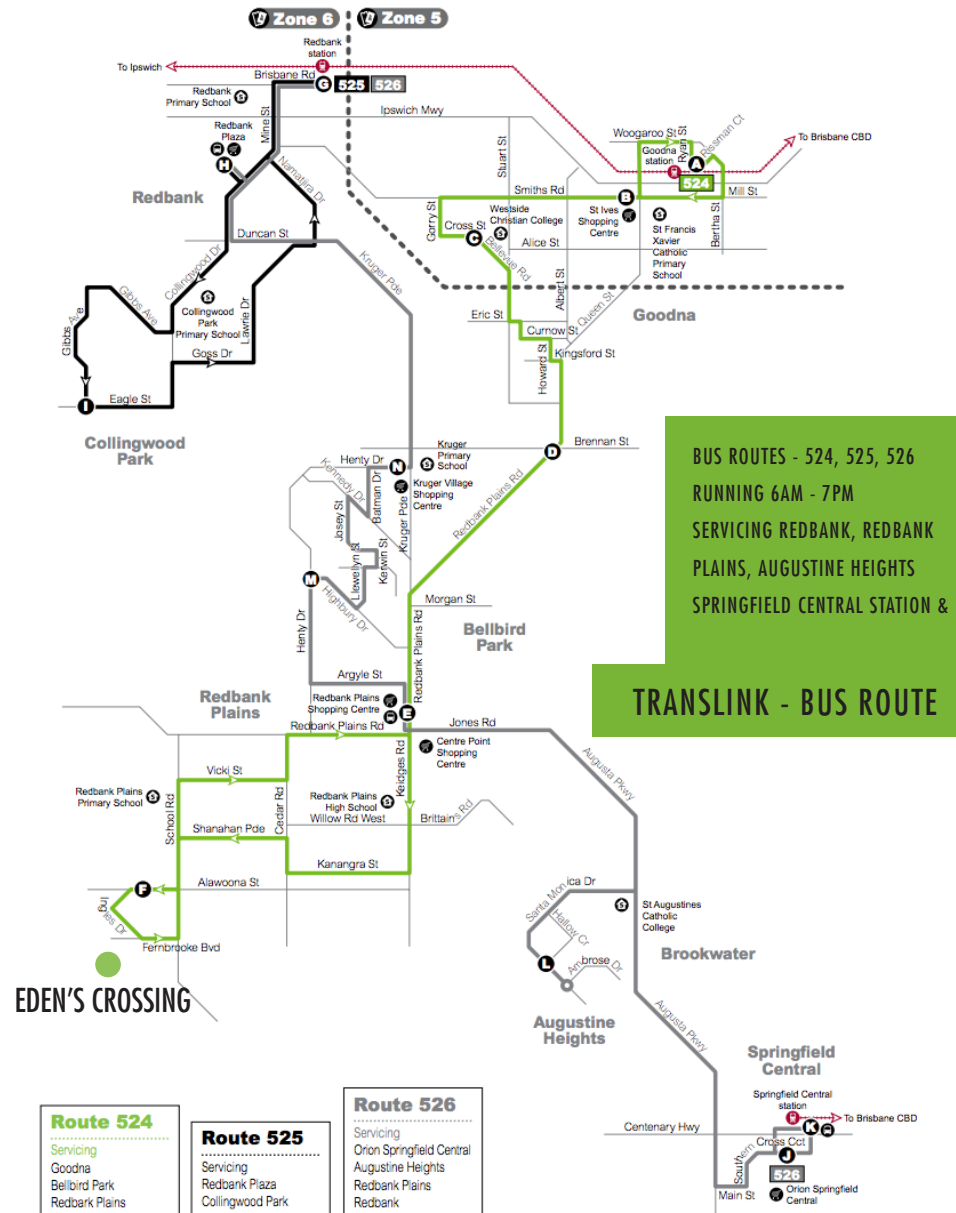 Zone 6
Zone 5
Redbank
station
To Ipswich
Brisbane Rd
G
525
526
Redbank
Primary School
Ipswich Mwy
Mine St
Redbank
Plaza
H
Namatjira Dr
Redbank
Woogaroo St
Ryan St
Rissman Ct
To Brisbane CBD
Goodna
station
A
524
Stuart St
Smiths Rd
B
Mill St
Gorry St
Westside
Christian College
Cross St
C
St Ives
Shopping
Centre
St Francis
Xavier
Catholic
Primary
School
Bertha St
Bellevue Rd
Alice St
Albert St
Queen St
Duncan St
Kruger Pde
Collingwood Dr
Gibbs Ave
Gibbs Ave
Collingwood
Park
Primary School
Lawrie Dr
Goss Dr
Eric St
Curnow St
Goodna
Howard St
Kingsford St
I
Eagle St
Collingwood
Park
D
Brennan St
Kruger
Primary
School
Henty Dr
N
Kennedy Dr
Batman Dr
Kruger Village
Shopping
Centre
Josey St
Kruger Pde
Redbank Plains Rd
Kerwin St
Llewellyn St
M
Highbury Dr
Morgan St
Henty Dr
Redbank Plains Rd
Bellbird
Park
BUS ROUTES - 524, 525, 526
RUNNING 6AM - 7PM
SERVICING REDBANK, REDBANK
PLAINS, AUGUSTINE HEIGHTS
SPRINGFIELD CENTRAL STATION &
TRANSLINK - BUS ROUTE
Argyle St
Redbank
Plains
Redbank Plains
Shopping Centre
E
Redbank Plains Rd
Jones Rd
Centre Point
Shopping
Centre
Keidges Rd
Augusta Pkwy
Vicki St
Redbank Plains
Primary School
School Rd
Cedar Rd
Redbank Plains
High School
Willow Rd West
Brittain's Rd
Shanahan Pde
Kanangra St
F
Alawoona St
Ingles Dr
Fernbrooke Blvd
EDEN'S CROSSING
Santa Monica Dr
Hallow Cr
St Augustines
Catholic
College
L
Ambrose Dr
Brookwater
Augustine
Heights
Augusta Pkwy
Springfield
Central
Springfield Central
station
To Brisbane CBD
K
Centenary Hwy
Southern Cross Cct
J
526
Main St
Orion Springfield
Central
Route 524
Servicing
Goodna
Bellbird Park
Redbark Plains
Route 525
Servicing
Redbank Plaza
Collingwood Park
Route 526
Servicing
Orion Springfield Central
Augustine Heights
Redbank Plains
Redbank